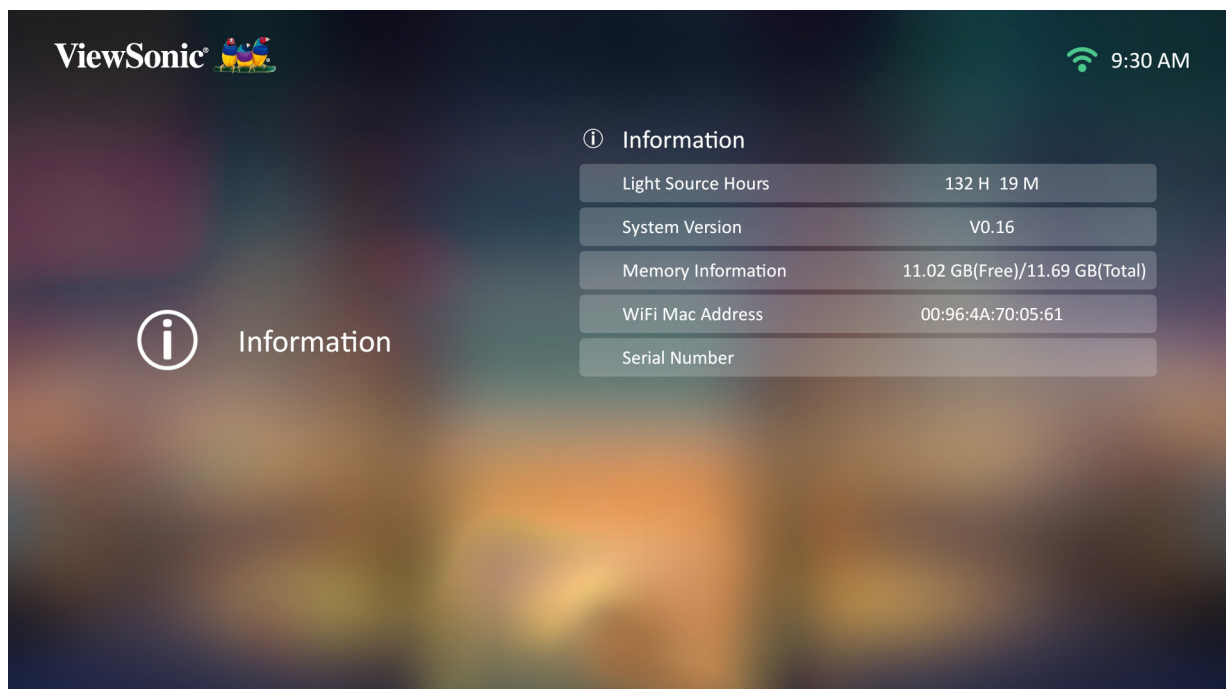 ViewSonic®
9:30 AM
Information
Light Source Hours 132 H 19 M
System Version V0.16
Memory Information 11.02 GB(Free)/11.69 GB(Total)
WiFi Mac Address 00:96:4A:70:05:61
Serial Number
Information